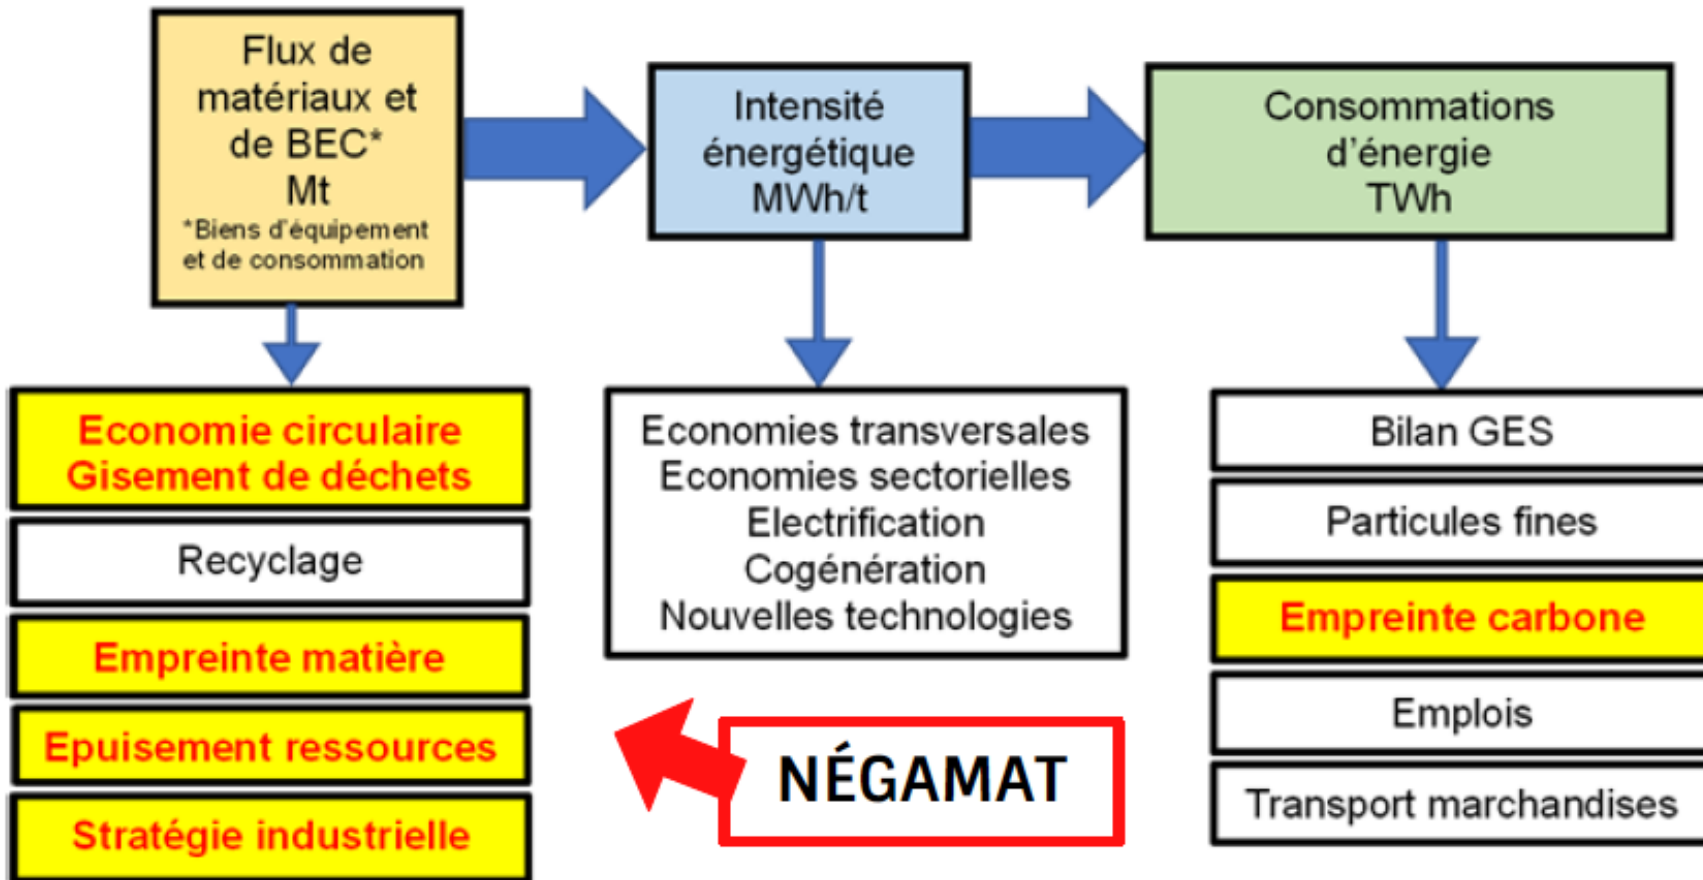 Flux de
matériaux et
de BEC*
Mt
*Biens d'équipement
et de consommation
Intensité
énergétique
MWh/t
Consommations
d'énergie
TWh
Economie circulaire
Gisement de déchets
Recyclage
Empreinte matière
Epuisement ressources
Stratégie industrielle
Economies transversales
Economies sectorielles
Electrification
Cogénération
Nouvelles technologies
NÉGAMAT
Bilan GES
Particules fines
Empreinte carbone
Emplois
Transport marchandises